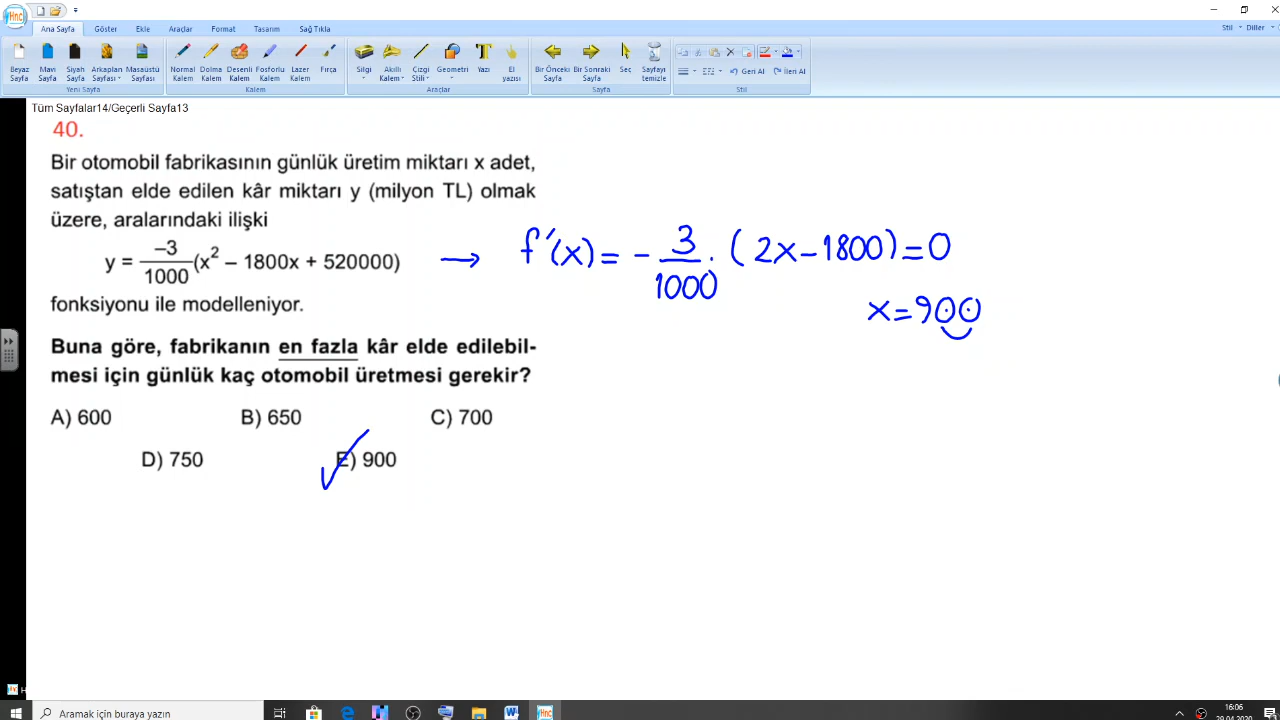 Stil Diller
Ana Sayfa Göster Ekle Araçlar Format Tasarım Sağ Tıkla
Beyaz Sayfa Mavi Sayfa Siyah Sayfa Arkaplan Sayfası Masaüstü Sayfası Normal Kalem Dolma Kalem Desenli Kalem Fosforlu Kalem Lazer Kalem Fırça Silgi Akıllı Kalem Çizgi Stili Geometri Yazı El yazısı Bir Önceki Sayfa Bir Sonraki Sayfa Seç Sayfayı temizle Geri Al İleri Al
Yeni Sayfa Kalem Araçlar Sayfa Stil
Tüm Sayfalar14/Geçerli Sayfa13
40.
Bir otomobil fabrikasının günlük üretim miktarı x adet,
satıştan elde edilen kâr miktarı y (milyon TL) olmak
üzere, aralarındaki ilişki
y = –3/1000 (x² – 1800x + 520000) → f'(x) = - 3/1000 . (2x-1800) = 0
fonksiyonu ile modelleniyor.
x = 900
Buna göre, fabrikanın en fazla kâr elde edilebil-
mesi için günlük kaç otomobil üretmesi gerekir?
A) 600 B) 650 C) 700
D) 750 E) 900
Aramak için buraya yazın
16:06
29.04.2020